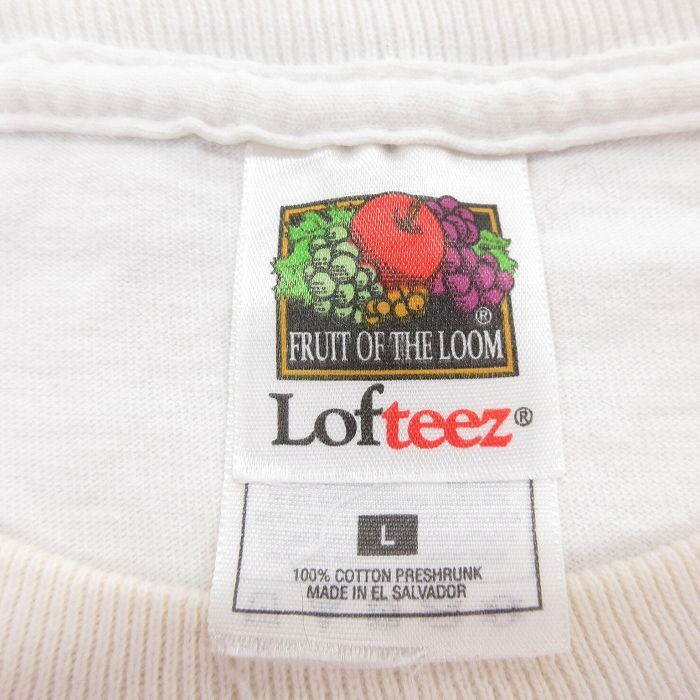 ®
FRUIT OF THE LOOM
Lofteez®
L
100% COTTON PRESHRUNK
MADE IN EL SALVADOR